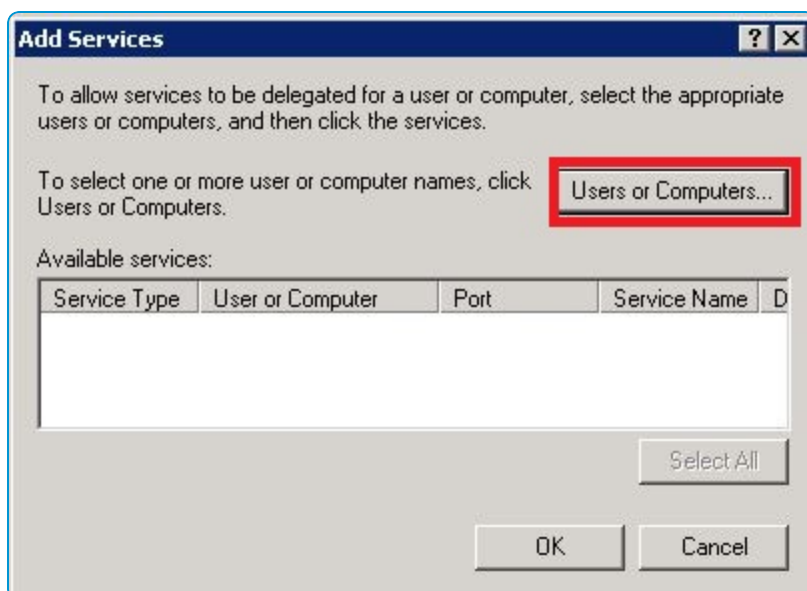 Add Services
?
To allow services to be delegated for a user or computer, select the appropriate
users or computers, and then click the services.
To select one or more user or computer names, click
Users or Computers.
Users or Computers...
Available services:
Service Type User or Computer Port Service Name D
Select All
OK Cancel